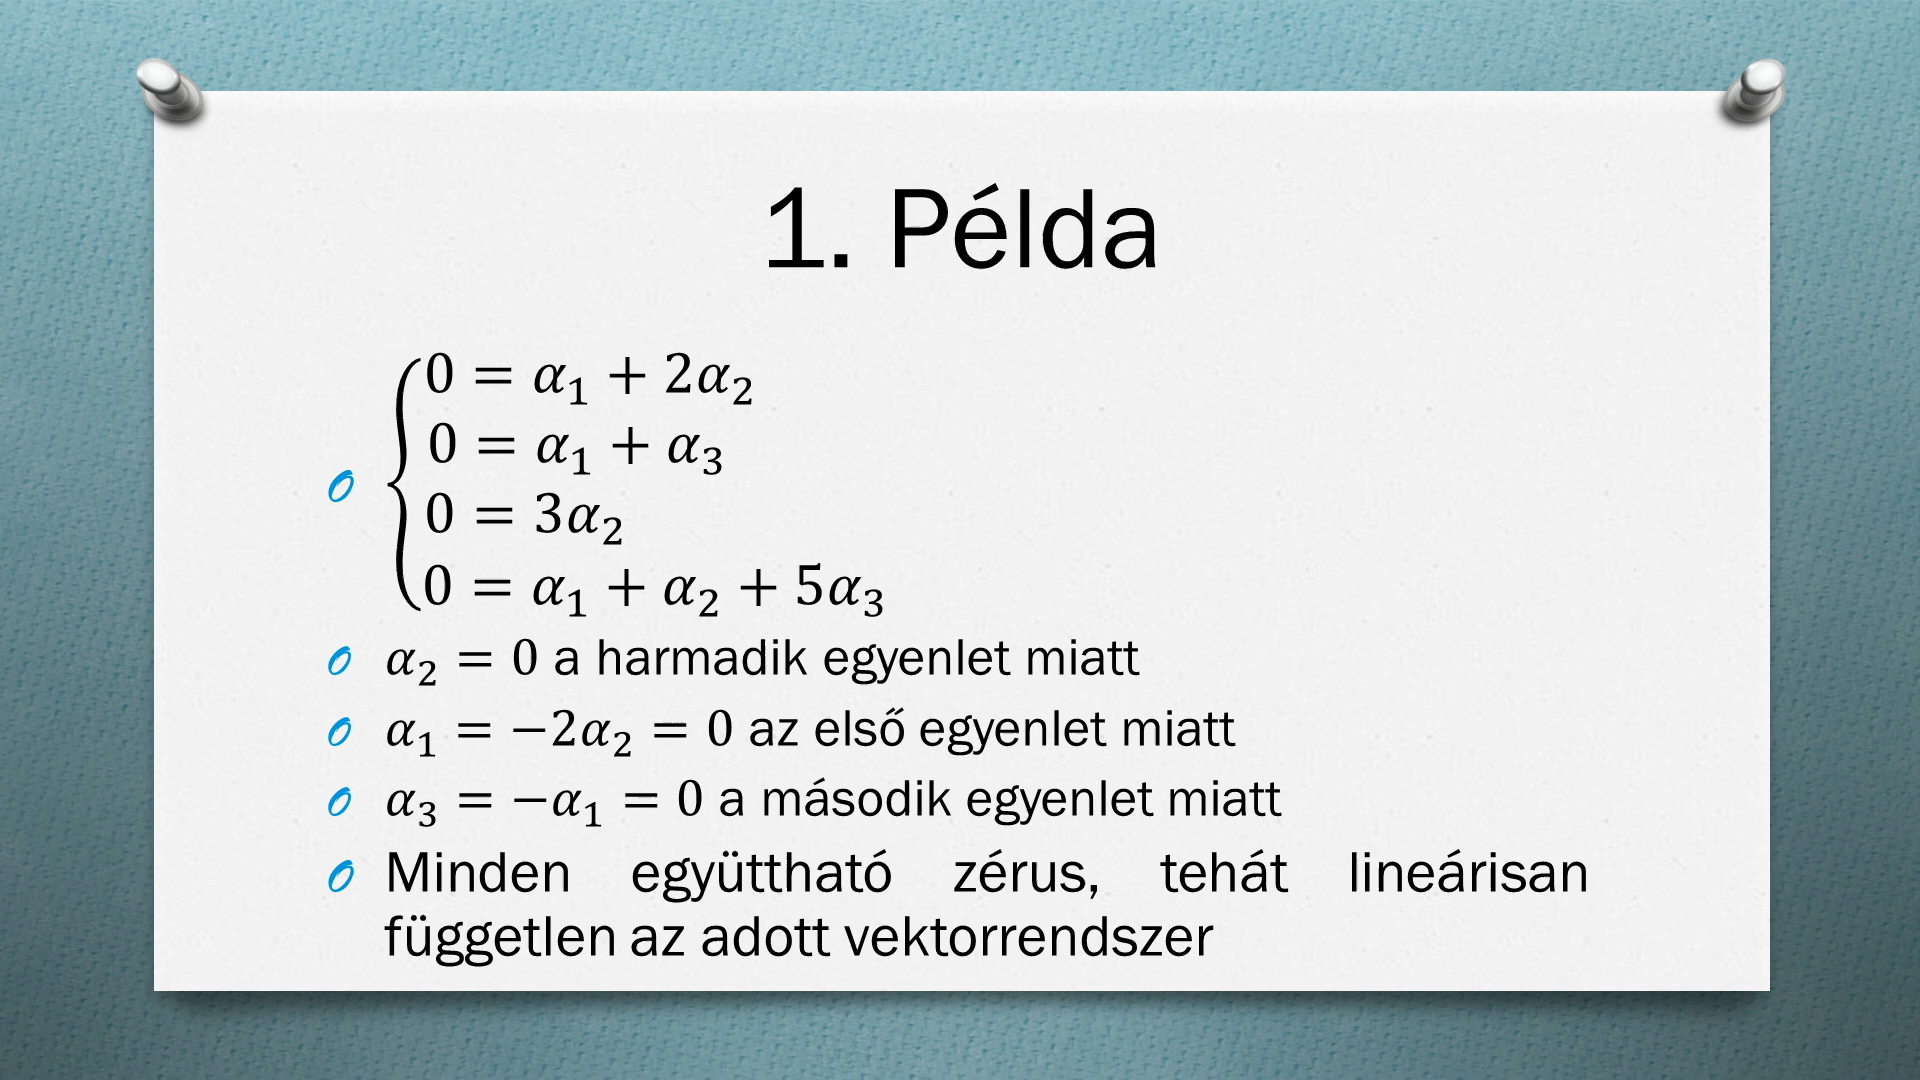 1. Példa
0 = α₁ + 2α₂
0 = α₁ + α₃
0 = 3α₂
0 = α₁ + α₂ + 5α₃
α₂ = 0 a harmadik egyenlet miatt
α₁ = −2α₂ = 0 az első egyenlet miatt
α₃ = −α₁ = 0 a második egyenlet miatt
Minden együttható zérus, tehát lineárisan
független az adott vektorrendszer